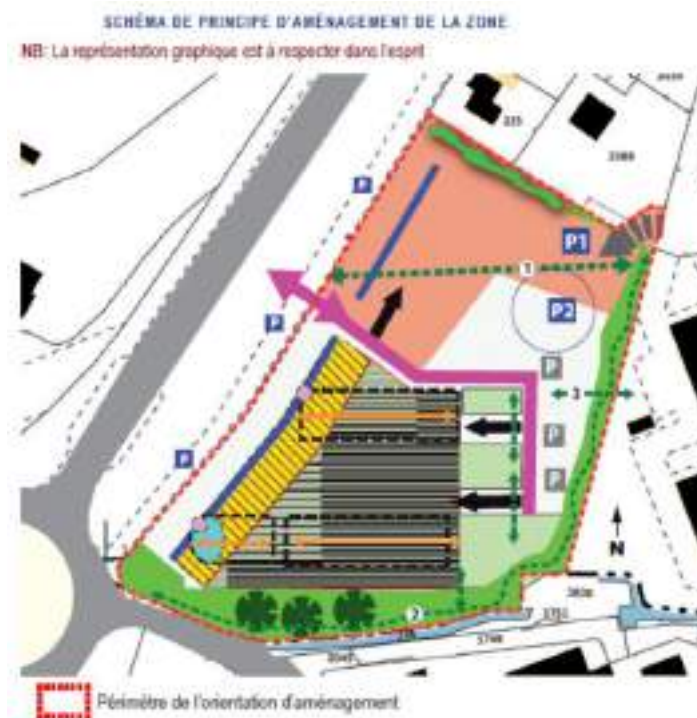 SCHÉMA DE PRINCIPE D'AMÉNAGEMENT DE LA ZONE
NB: La représentation graphique est à respecter dans l'esprit
P
P1
1
P
P2
P
3
P
P
P
N
2
Périmètre de l'orientation d'aménagement